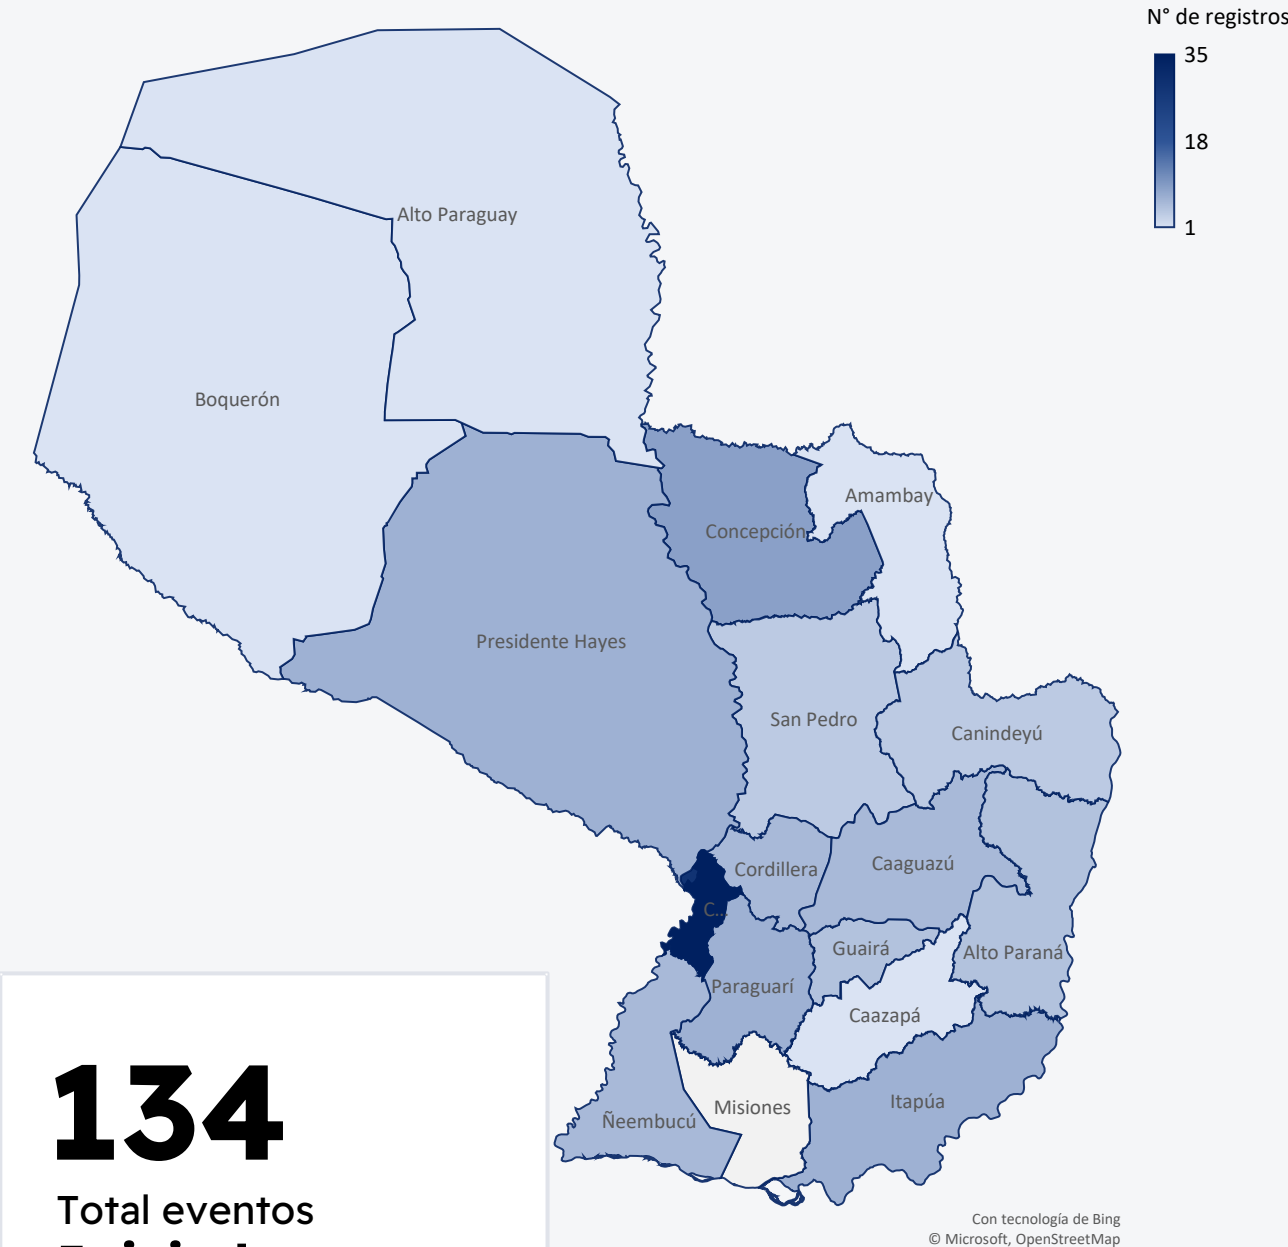 N° de registros
35
18
1
Alto Paraguay
Boquerón
Amambay
Concepción
Presidente Hayes
San Pedro
Canindeyú
Cordillera
Caaguazú
C...
Guairá
Alto Paraná
Paraguarí
Caazapá
Itapúa
Misiones
Ñeembucú
134
Total eventos
Con tecnología de Bing
© Microsoft, OpenStreetMap